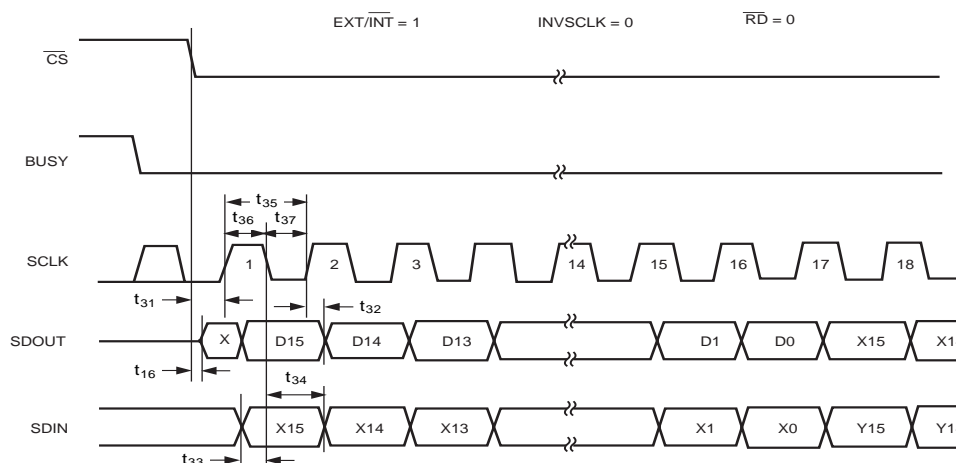 EXT/INT = 1 INVSCLK = 0 RD = 0
CS
BUSY
t35
t36 t37
SCLK 1 2 3 14 15 16 17 18
t31 t32
SDOUT X D15 D14 D13 D1 D0 X15 X1
t16 t34
SDIN X15 X14 X13 X1 X0 Y15 Y1
t33